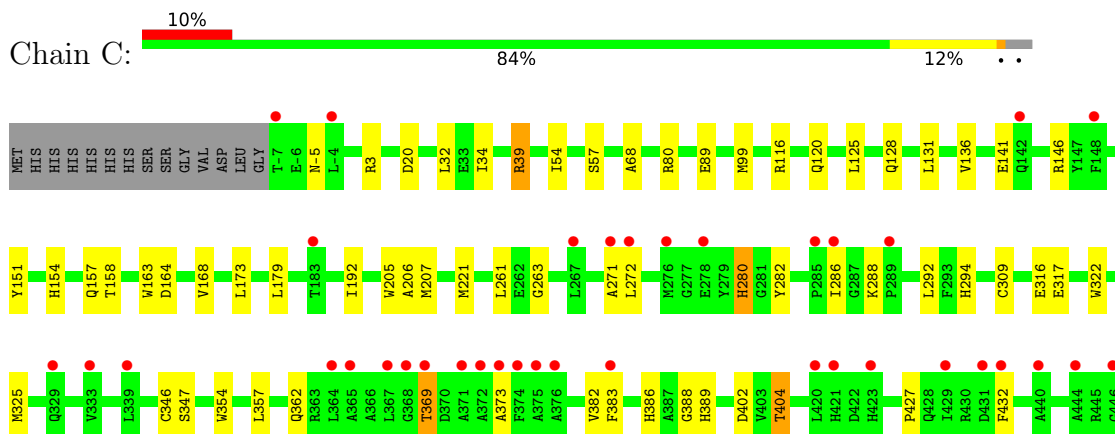 10%
Chain C:
84% 12% • •
MET HIS HIS HIS HIS HIS HIS SER SER GLY VAL ASP LEU GLY T-7 E-6 N-5 L-4 R3 D20 L32 E33 I34 R39 I54 S57 A68 R80 E89 M99 R116 Q120 L125 Q128 L131 V136 E141 Q142 R146 Y147 F148
Y151 H154 Q157 T158 W163 D164 V168 L173 L179 T183 I192 W205 A206 M207 M221 L261 E262 G263 L267 A271 L272 M276 G277 E278 Y279 H280 G281 Y282 P285 I286 G287 K288 P289 L292 F293 H294 C309 E316 E317 W322
M325 Q329 V333 L339 C346 S347 W354 L357 Q362 R363 L364 A365 A366 L367 G368 T369 D370 A371 A372 A373 F374 A375 A376 V382 F383 H386 A387 G388 H389 D402 V403 T404 L420 H421 D422 H423 P427 Q428 I429 R430 D431 F432 A440 A444 R445